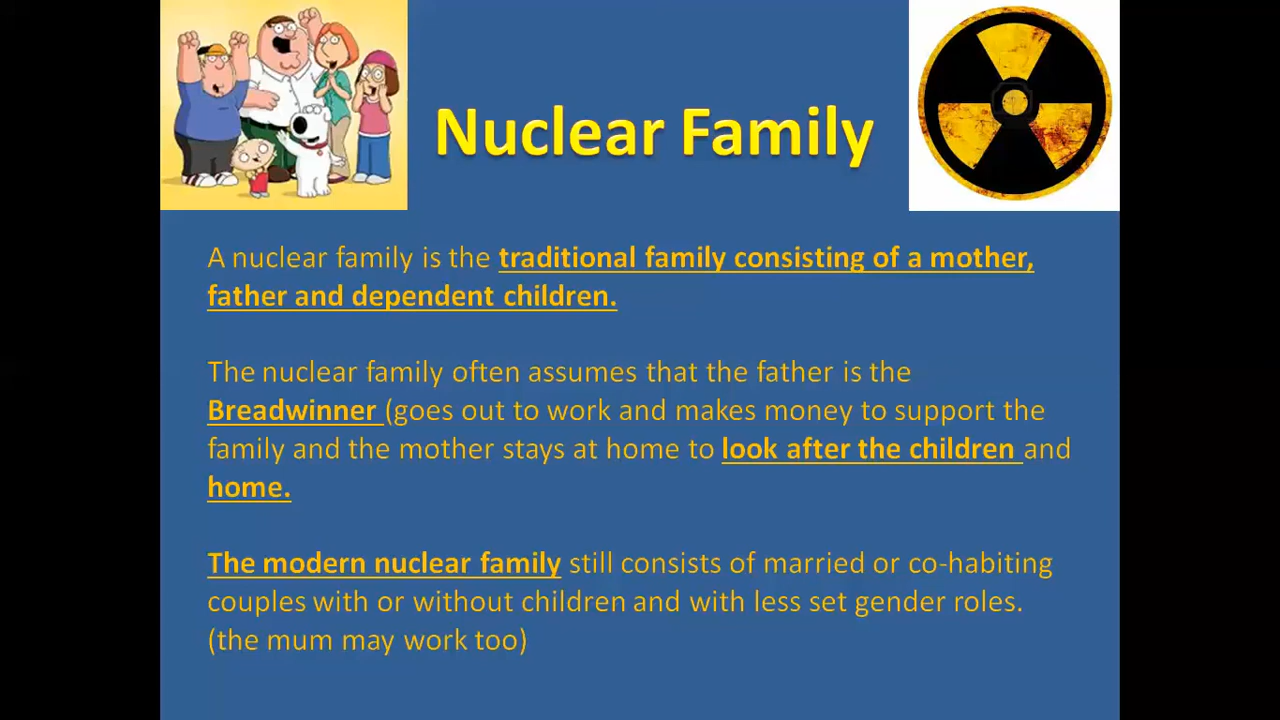 Nuclear Family
A nuclear family is the traditional family consisting of a mother,
father and dependent children.
The nuclear family often assumes that the father is the
Breadwinner (goes out to work and makes money to support the
family and the mother stays at home to look after the children and
home.
The modern nuclear family still consists of married or co-habiting
couples with or without children and with less set gender roles.
(the mum may work too)